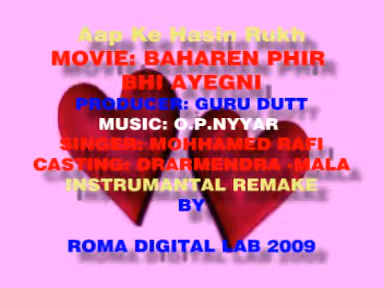 Aap Ke Hasin Rukh
MOVIE: BAHAREN PHIR
BHI AYEGNI
PRODUCER: GURU DUTT
MUSIC: O.P.NYYAR
SINGER: MOHHAMED RAFI
CASTING: DRARMENDRA -MALA
INSTRUMANTAL REMAKE
BY
ROMA DIGITAL LAB 2009